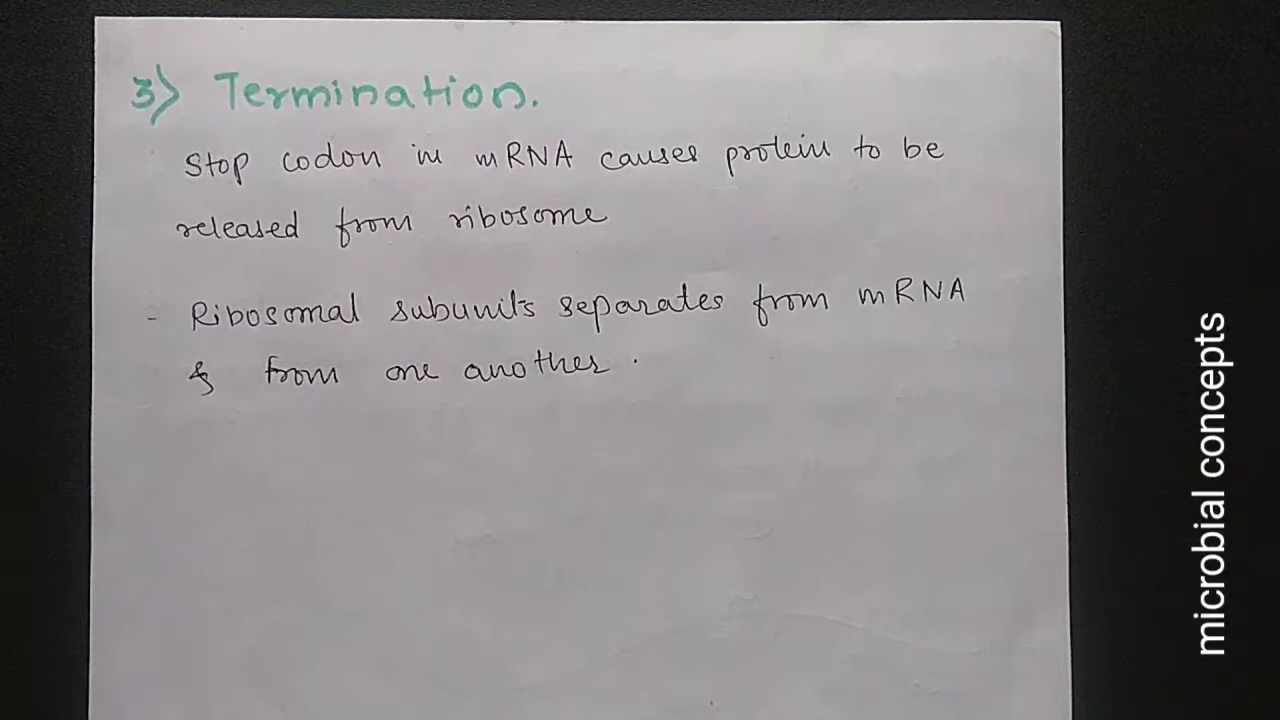 3) Termination.
Stop codon in mRNA causes protein to be
released from ribosome
- Ribosomal subunits separates from mRNA
& from one another.
microbial concepts